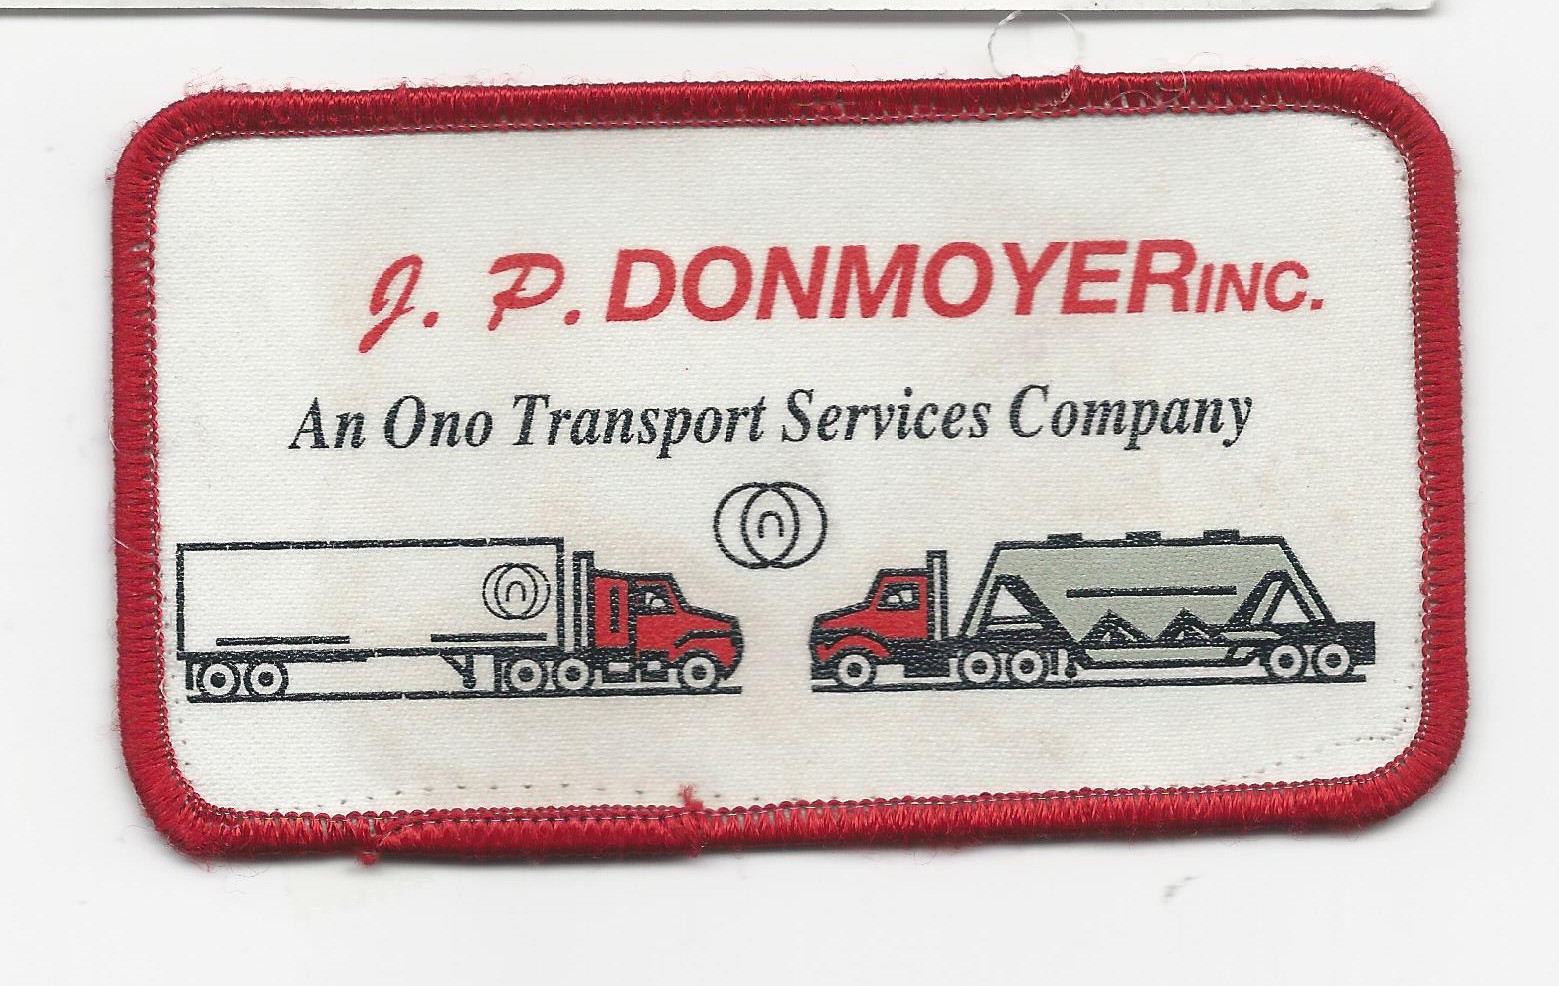 J. P. DONMOYER INC.
An Ono Transport Services Company